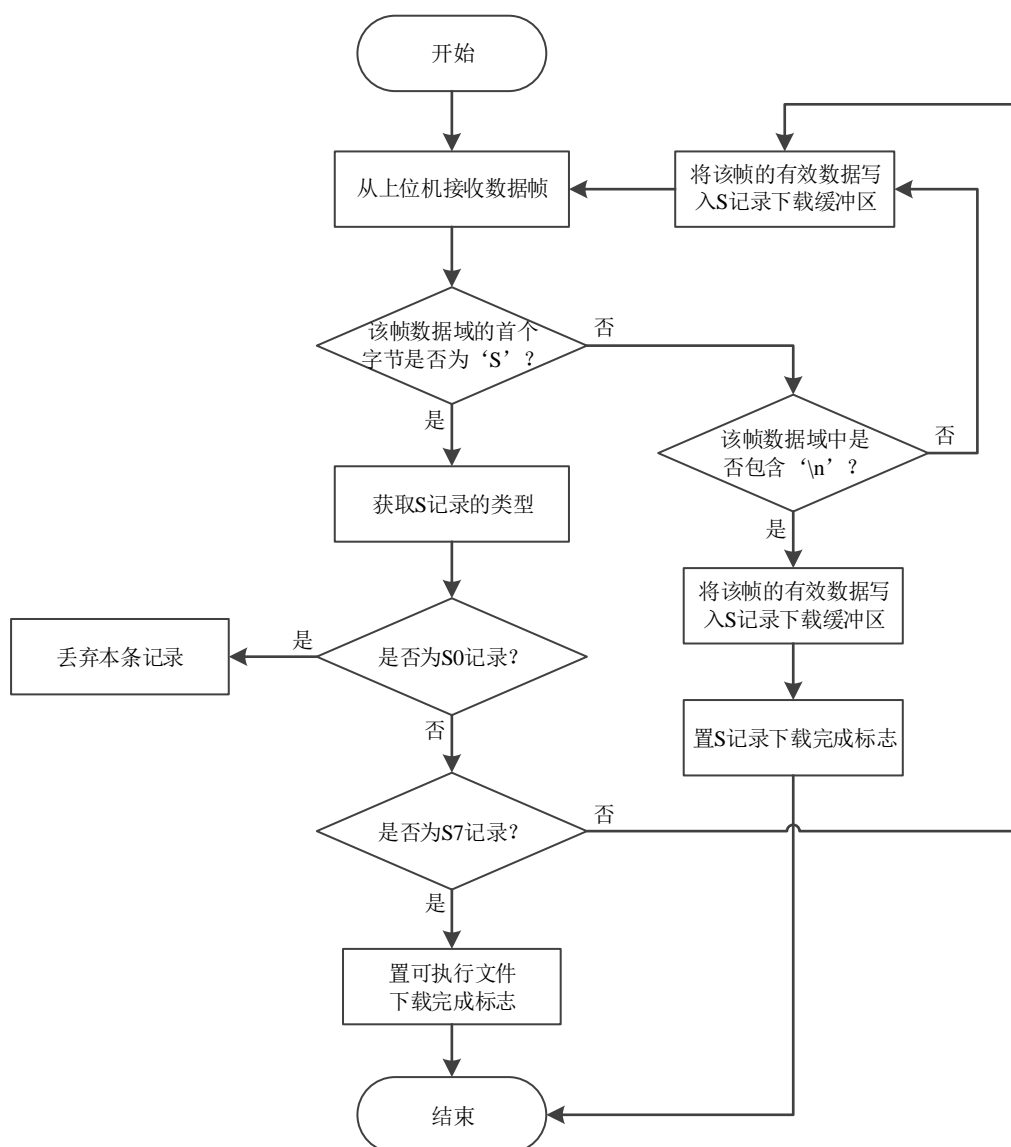 开始
从上位机接收数据帧
将该帧的有效数据写
入S记录下载缓冲区
该帧数据域的首个
字节是否为‘S’？
否
是
该帧数据域中是
否包含‘\n’？
否
是
获取S记录的类型
将该帧的有效数据写
入S记录下载缓冲区
是否为S0记录？
是
丢弃本条记录
否
置S记录下载完成标志
是否为S7记录？
否
是
置可执行文件
下载完成标志
结束